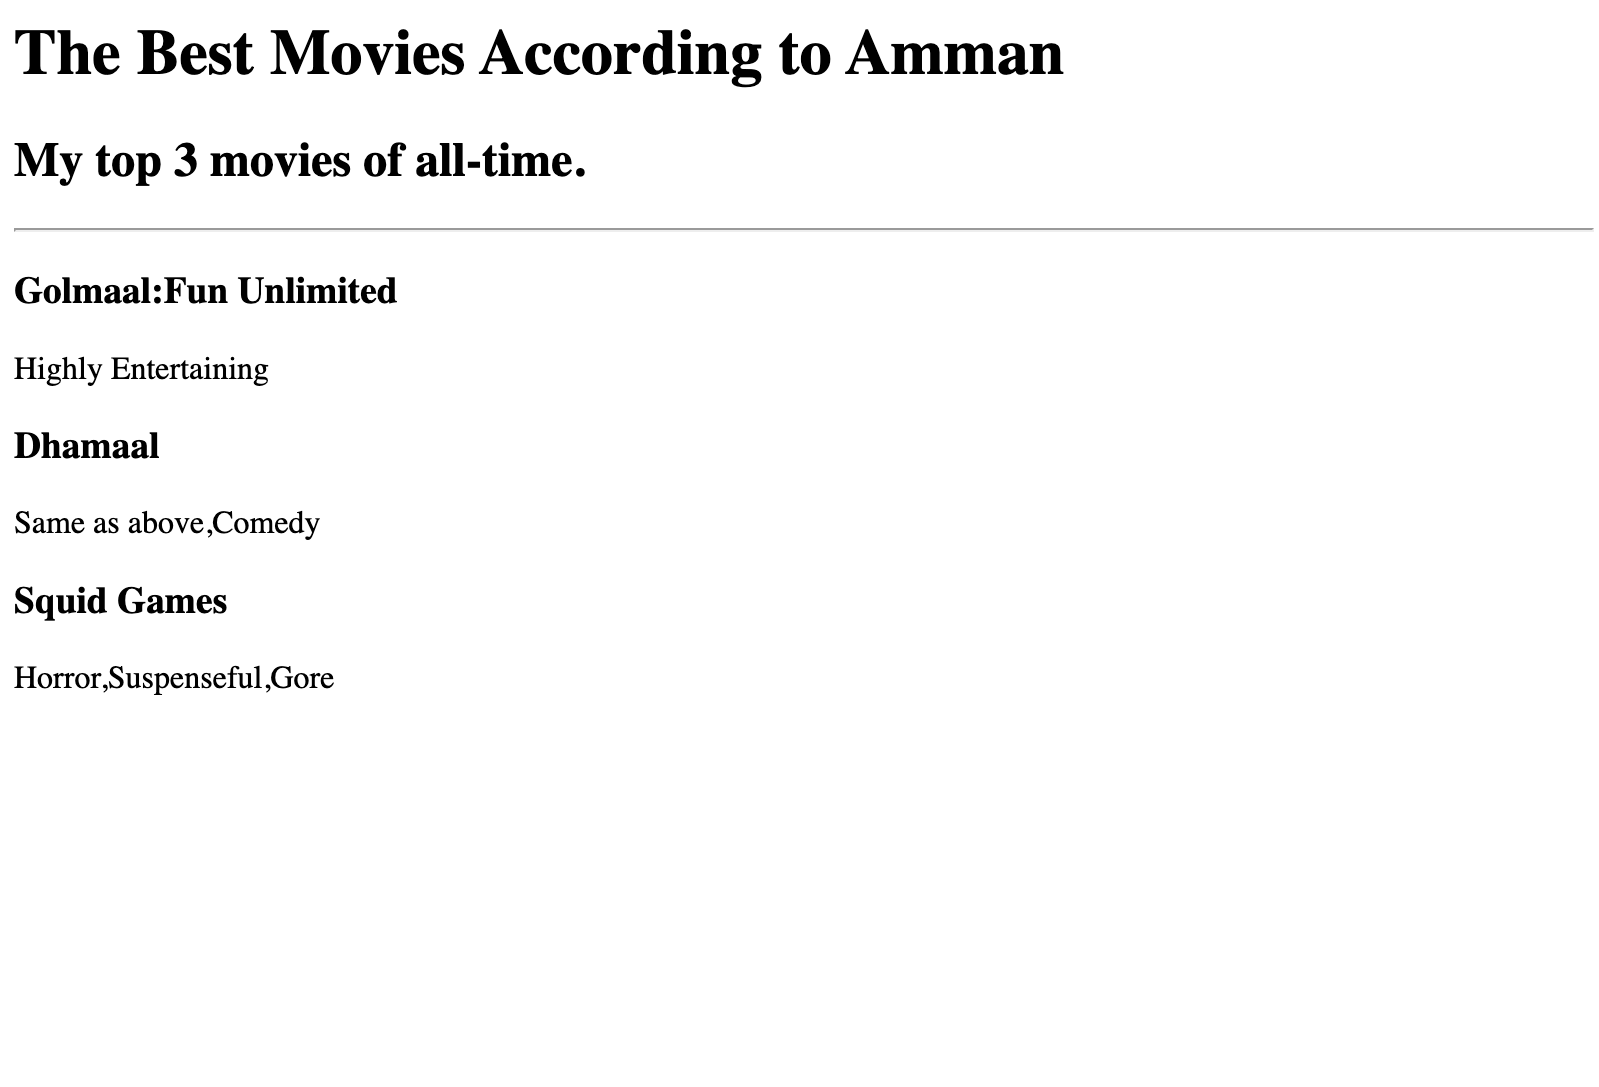 The Best Movies According to Amman
My top 3 movies of all-time.
Golmaal:Fun Unlimited
Highly Entertaining
Dhamaal
Same as above,Comedy
Squid Games
Horror,Suspenseful,Gore